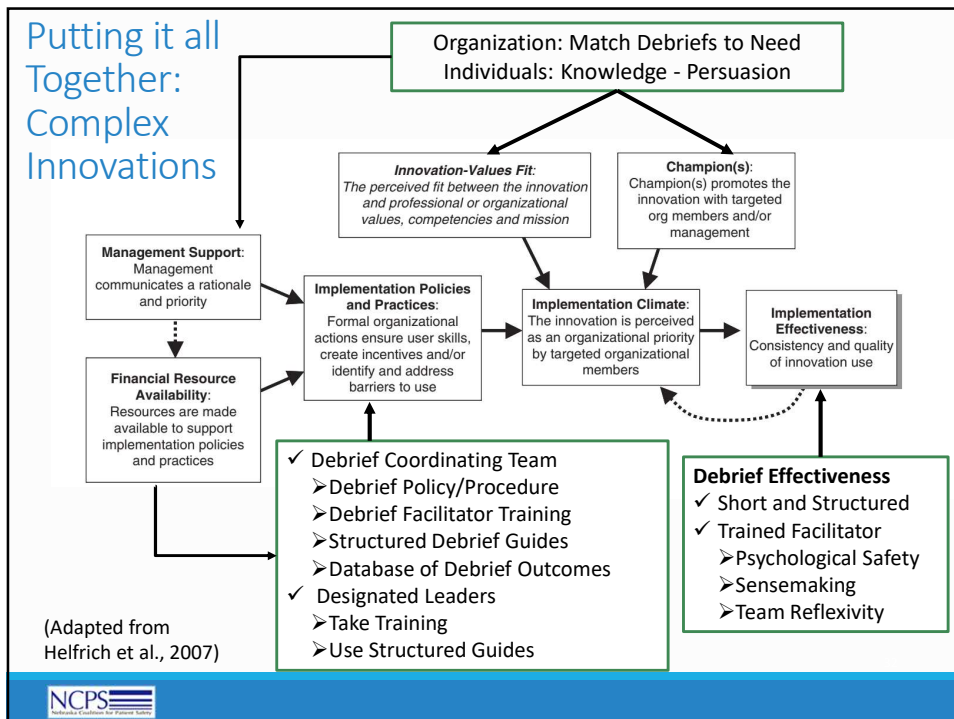 Putting it all
Together:
Complex
Innovations
Organization: Match Debriefs to Need
Individuals: Knowledge - Persuasion
Innovation-Values Fit:
The perceived fit between the innovation
and professional or organizational
values, competencies and mission
Champion(s):
Champion(s) promotes the
innovation with targeted
org members and/or
management
Management Support:
Management
communicates a rationale
and priority
Implementation Policies
and Practices:
Formal organizational
actions ensure user skills,
create incentives and/or
identify and address
barriers to use
Implementation Climate:
The innovation is perceived
as an organizational priority
by targeted organizational
members
Implementation
Effectiveness:
Consistency and quality
of innovation use
Financial Resource
Availability:
Resources are made
available to support
implementation policies
and practices
✓ Debrief Coordinating Team
➢Debrief Policy/Procedure
➢Debrief Facilitator Training
➢Structured Debrief Guides
➢Database of Debrief Outcomes
✓ Designated Leaders
➢Take Training
➢Use Structured Guides
Debrief Effectiveness
✓ Short and Structured
✓ Trained Facilitator
➢Psychological Safety
➢Sensemaking
➢Team Reflexivity
(Adapted from
Helfrich et al., 2007)
NCPS
Nebraska Coalition for Patient Safety